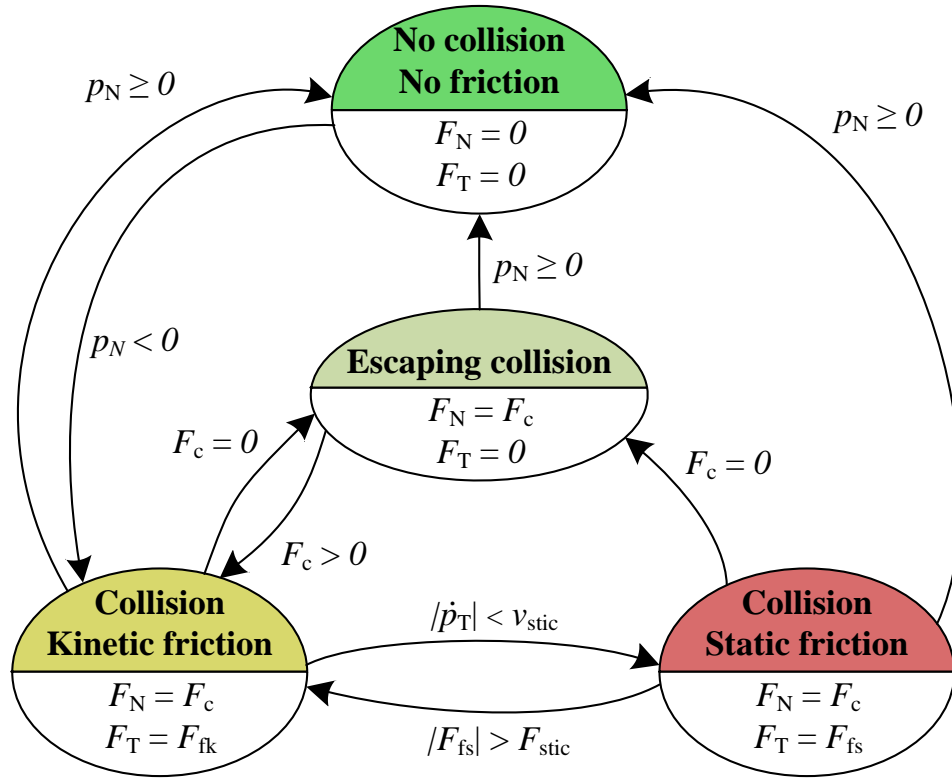 No collision
No friction
F_N = 0
F_T = 0
p_N ≥ 0
p_N ≥ 0
p_N ≥ 0
p_N < 0
Escaping collision
F_N = F_c
F_T = 0
F_c = 0
F_c = 0
F_c > 0
Collision
Kinetic friction
F_N = F_c
F_T = F_fk
|ṗ_T| < v_stic
|F_fs| > F_stic
Collision
Static friction
F_N = F_c
F_T = F_fs